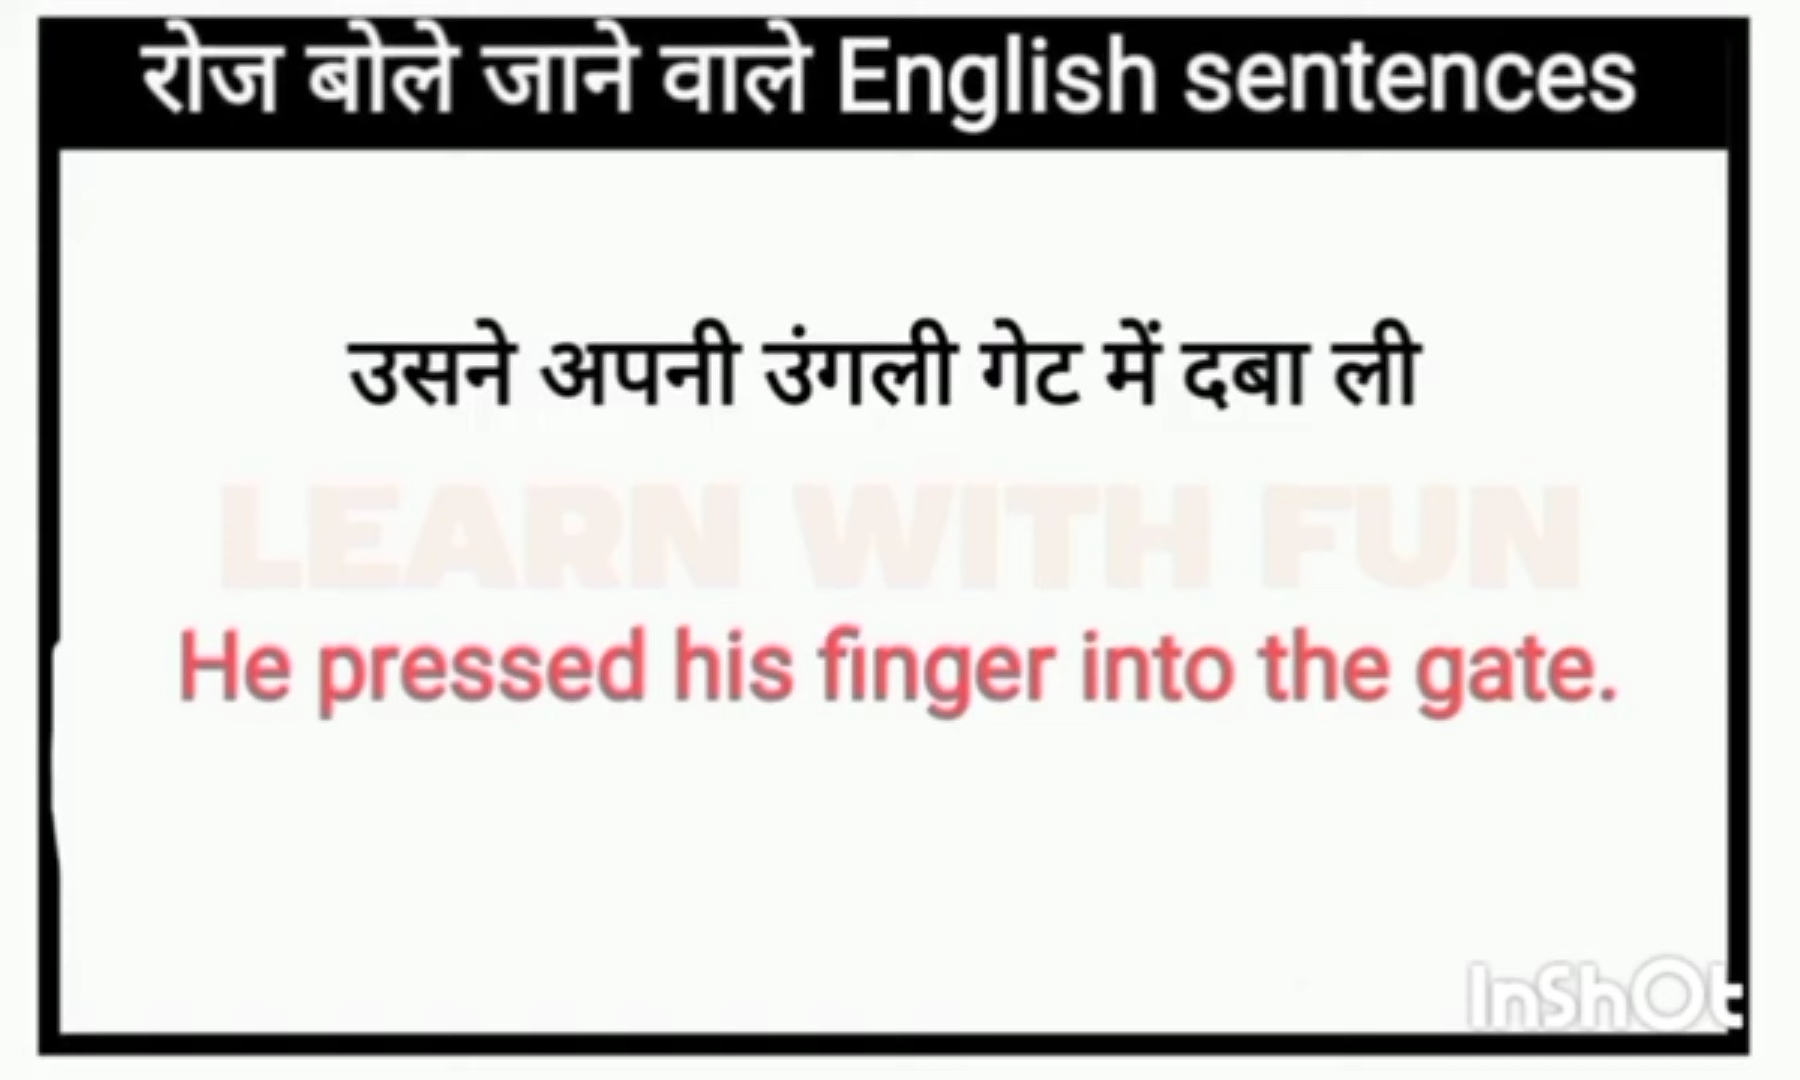 रोज बोले जाने वाले English sentences
उसने अपनी उंगली गेट में दबा ली
LEARN WITH FUN
He pressed his finger into the gate.
InShOt